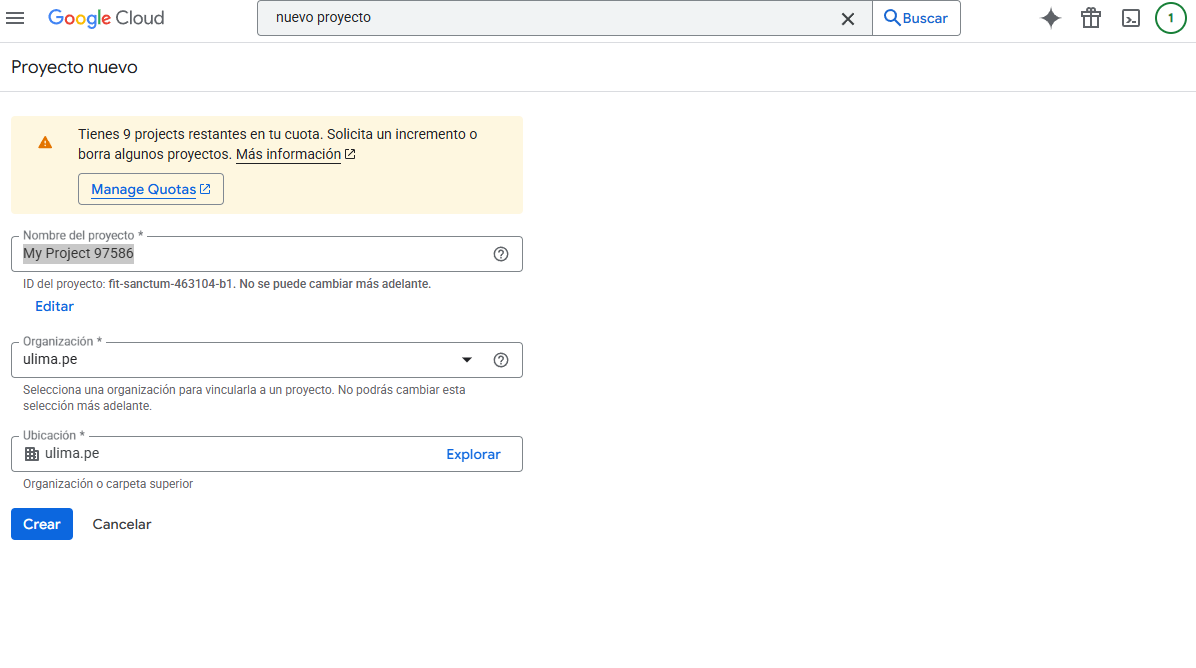 Google Cloud
nuevo proyecto
Buscar
1
Proyecto nuevo
Tienes 9 projects restantes en tu cuota. Solicita un incremento o
borra algunos proyectos. Más información
Manage Quotas
Nombre del proyecto *
My Project 97586
ID del proyecto: fit-sanctum-463104-b1. No se puede cambiar más adelante.
Editar
Organización *
ulima.pe
Selecciona una organización para vincularla a un proyecto. No podrás cambiar esta
selección más adelante.
Ubicación *
ulima.pe
Explorar
Organización o carpeta superior
Crear
Cancelar